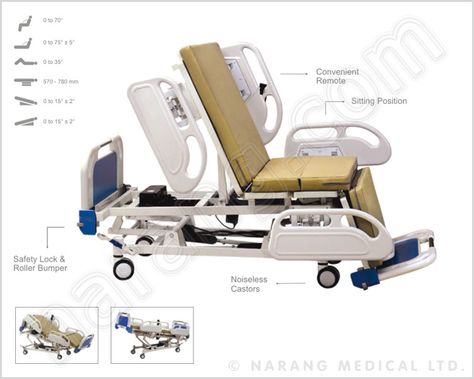 0 to 70°
0 to 75° ± 5°
0 to 35°
570 - 780 mm
0 to 15° ± 2°
0 to 15° ± 2°
Convenient
Remote
Sitting Position
Safety Lock &
Roller Bumper
Noiseless
Castors
© NARANG MEDICAL LTD.